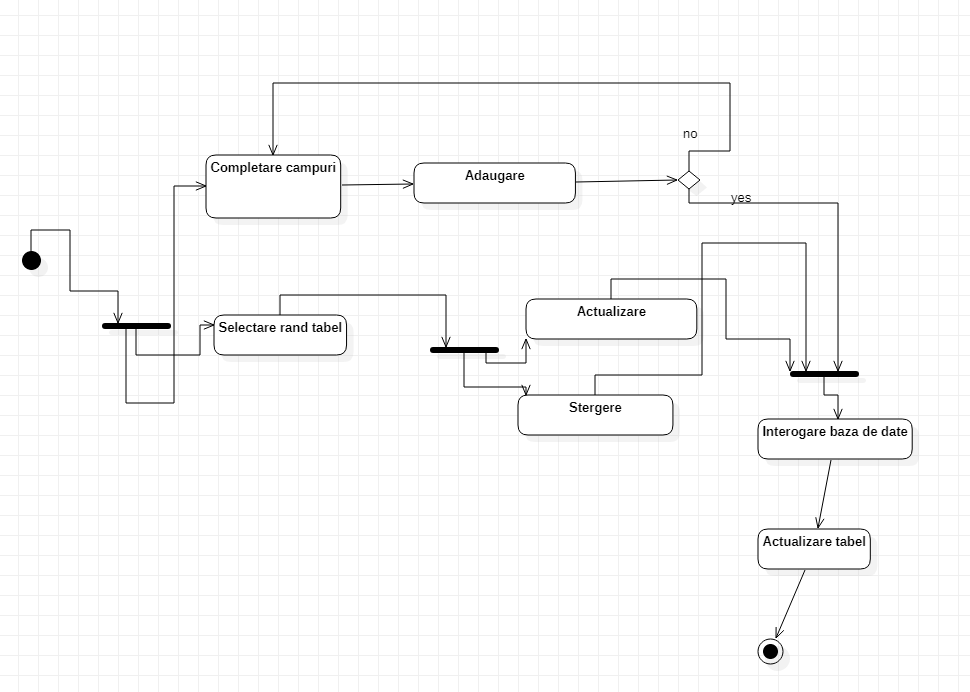 no
Completare campuri
Adaugare
yes
Actualizare
Selectare rand tabel
Stergere
Interogare baza de date
Actualizare tabel